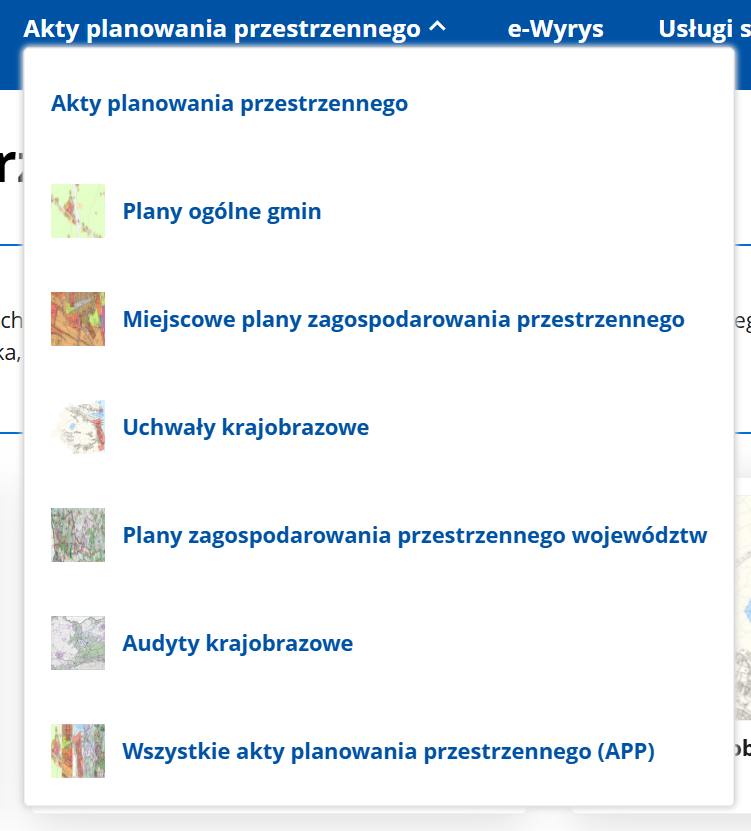 Akty planowania przestrzennego e-Wyrys Usługi
Akty planowania przestrzennego
Plany ogólne gmin
Miejscowe plany zagospodarowania przestrzennego
Uchwały krajobrazowe
Plany zagospodarowania przestrzennego województw
Audyty krajobrazowe
Wszystkie akty planowania przestrzennego (APP)